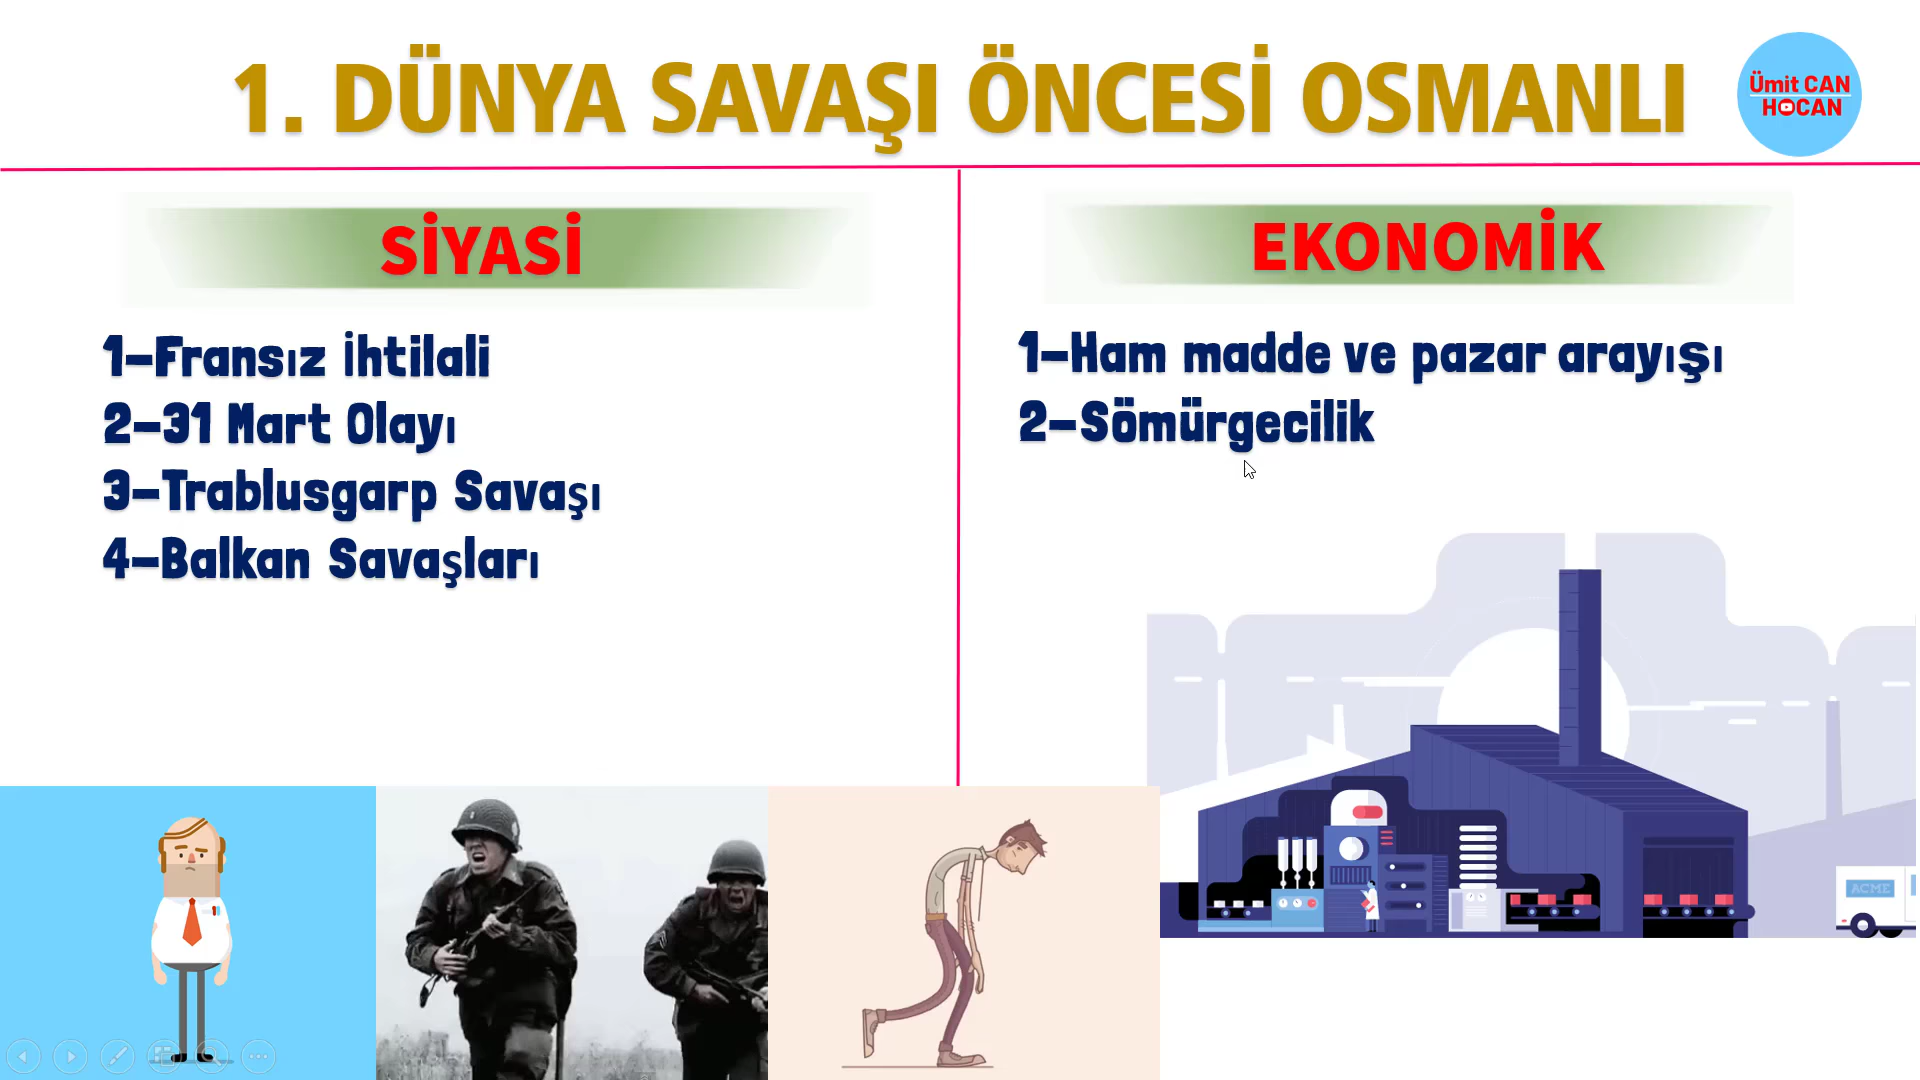 1. DÜNYA SAVAŞI ÖNCESİ OSMANLI
Ümit CAN
HOCAN
SİYASİ
1-Fransız İhtilali
2-31 Mart Olayı
3-Trablusgarp Savaşı
4-Balkan Savaşları
EKONOMİK
1-Ham madde ve pazar arayışı
2-Sömürgecilik
ACME